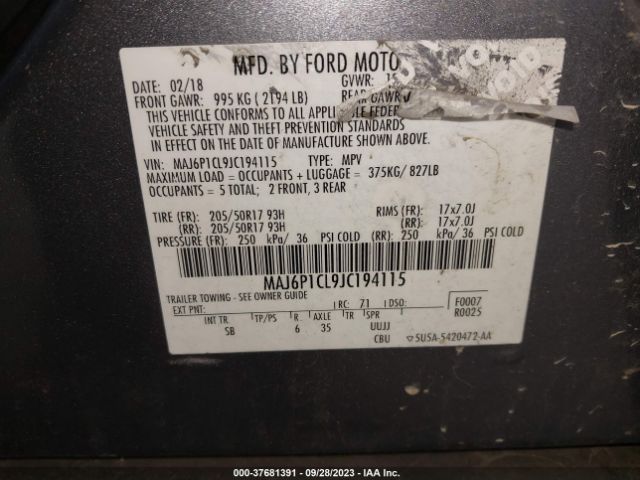 MFD. BY FORD MOTO
DATE: 02/18 GVWR:
FRONT GAWR: 995 KG (2194 LB) REAR GAWR
THIS VEHICLE CONFORMS TO ALL APPLICABLE FEDER
VEHICLE SAFETY AND THEFT PREVENTION STANDARDS
IN EFFECT ON THE DATE OF MANUFACTURE SHOWN ABOVE.
VIN: MAJ6P1CL9JC194115 TYPE: MPV
MAXIMUM LOAD = OCCUPANTS + LUGGAGE = 375KG/ 827LB
OCCUPANTS = 5 TOTAL; 2 FRONT, 3 REAR
TIRE (FR): 205/50R17 93H RIMS (FR): 17x7.0J
(RR): 205/50R17 93H (RR): 17x7.0J
PRESSURE (FR): 250 kPa/ 36 PSI COLD (RR): 250 kPa/ 36 PSI COLD
MAJ6P1CL9JC194115
TRAILER TOWING - SEE OWNER GUIDE
EXT PNT: RC: 71 DSO: F0007
R0025
INT TR TP/PS R AXLE TR SPR
SB 6 35 UUJJ
CBU 5USA-5420472-AA
VOID VOID
000-37681391 - 09/28/2023 - IAA Inc.